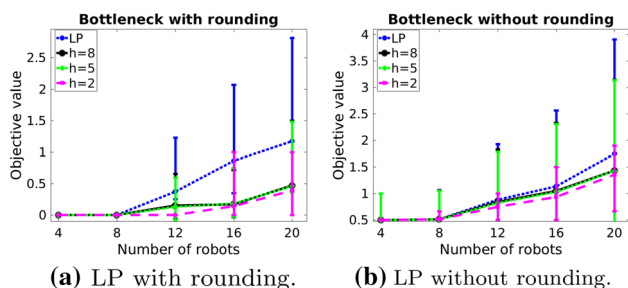 Bottleneck with rounding
LP
h=8
h=5
h=2
2.5
2
1.5
1
0.5
0
Objective value
4 8 12 16 20
Number of robots
(a) LP with rounding.
Bottleneck without rounding
LP
h=8
h=5
h=2
4
3.5
3
2.5
2
1.5
1
0.5
Objective value
4 8 12 16 20
Number of robots
(b) LP without rounding.